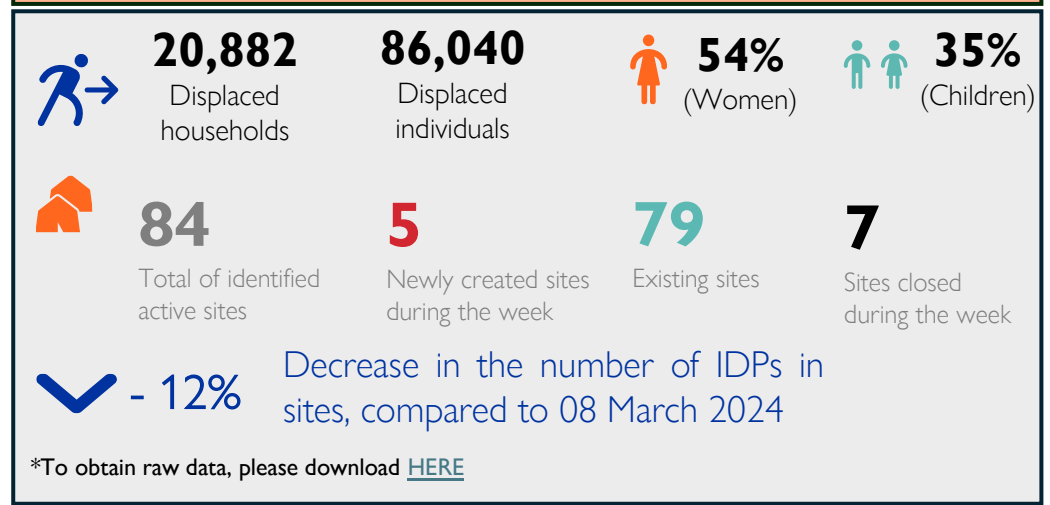 20,882
Displaced
households
86,040
Displaced
individuals
54%
(Women)
35%
(Children)
84
Total of identified
active sites
5
Newly created sites
during the week
79
Existing sites
7
Sites closed
during the week
- 12%
Decrease in the number of IDPs in
sites, compared to 08 March 2024
*To obtain raw data, please download HERE